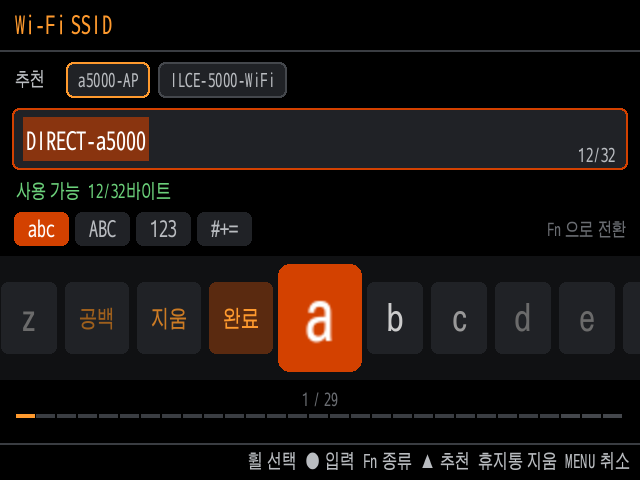 Wi-Fi SSID
추천 a5000-AP ILCE-5000-WiFi
DIRECT-a5000
12/32
사용 가능 12/32바이트
abc ABC 123 #+= Fn 으로 전환
z 공백 지움 완료 a b c d e
1 / 29
휠 선택 ● 입력 Fn 종류 ▲ 추천 휴지통 지움 MENU 취소